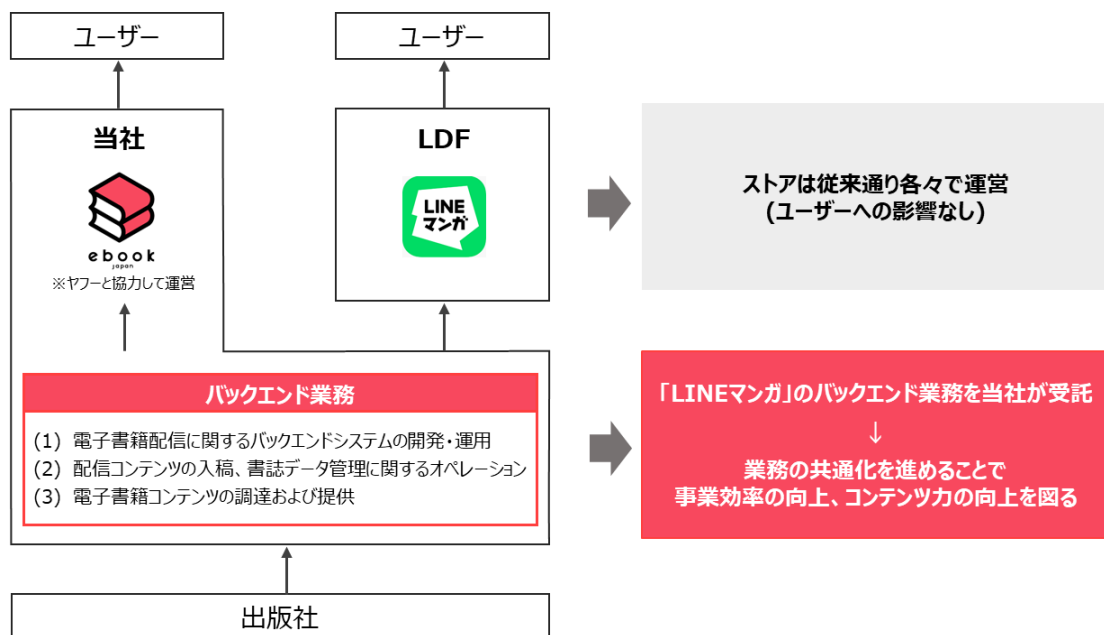 ユーザー
ユーザー
当社
ebook
japan
※ヤフーと協力して運営
LDF
LINE
マンガ
ストアは従来通り各々で運営
(ユーザーへの影響なし)
バックエンド業務
(1) 電子書籍配信に関するバックエンドシステムの開発・運用
(2) 配信コンテンツの入稿、書誌データ管理に関するオペレーション
(3) 電子書籍コンテンツの調達および提供
「LINEマンガ」のバックエンド業務を当社が受託
↓
業務の共通化を進めることで
事業効率の向上、コンテンツ力の向上を図る
出版社